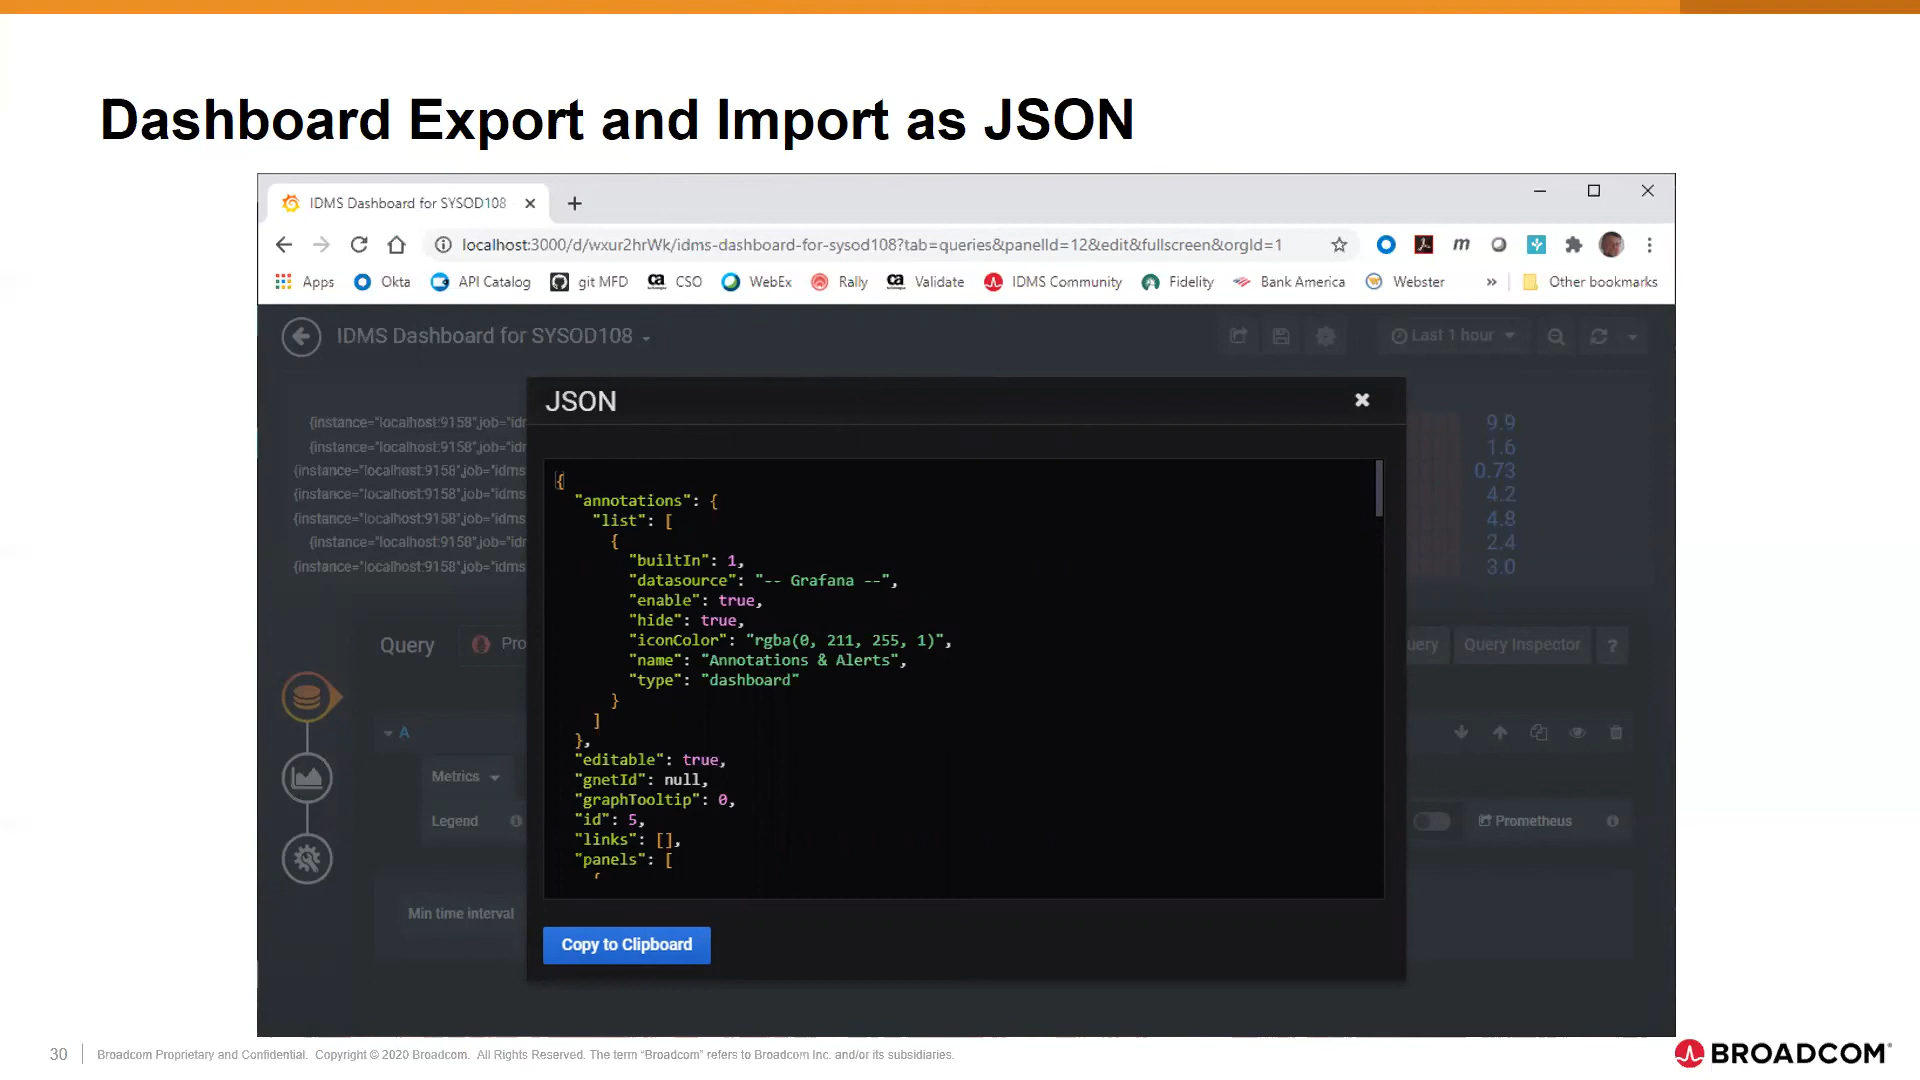 Dashboard Export and Import as JSON
IDMS Dashboard for SYSOD108
localhost:3000/d/wxur2hrWk/idms-dashboard-for-sysod108?tab=queries&panelId=12&edit&fullscreen&orgId=1
Apps Okta API Catalog git MFD CSO WebEx Rally Validate IDMS Community Fidelity Bank America Webster » Other bookmarks
IDMS Dashboard for SYSOD108
Last 1 hour
JSON
{instance="localhost:9158",job="idm 9.9
{instance="localhost:9158",job="idm 1.6
{instance="localhost:9158",job="idms 0.73
{instance="localhost:9158",job="idms 4.2
{instance="localhost:9158",job="idms 4.8
{instance="localhost:9158",job="idm 2.4
{instance="localhost:9158",job="idms 3.0
{
"annotations": {
"list": [
{
"builtIn": 1,
"datasource": "-- Grafana --",
"enable": true,
"hide": true,
"iconColor": "rgba(0, 211, 255, 1)",
"name": "Annotations & Alerts",
"type": "dashboard"
}
]
},
"editable": true,
"gnetId": null,
"graphTooltip": 0,
"id": 5,
"links": [],
"panels": [
{
Query Pro uery Query Inspector ?
A
Metrics
Legend Prometheus
Min time interval
Copy to Clipboard
30 Broadcom Proprietary and Confidential. Copyright © 2020 Broadcom. All Rights Reserved. The term “Broadcom” refers to Broadcom Inc. and/or its subsidiaries.
BROADCOM